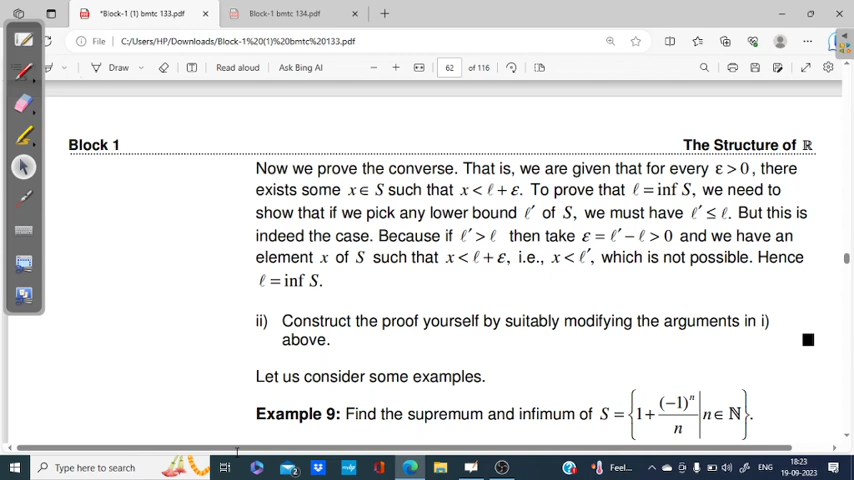 *Block-1 (1) bmtc 133.pdf
Block-1 bmtc 134.pdf
File C:/Users/HP/Downloads/Block-1%20(1)%20bmtc%20133.pdf
Draw Read aloud Ask Bing AI 62 of 116
Block 1 The Structure of ℝ
Now we prove the converse. That is, we are given that for every ε > 0, there
exists some x ∈ S such that x < ℓ + ε. To prove that ℓ = inf S, we need to
show that if we pick any lower bound ℓ′ of S, we must have ℓ′ ≤ ℓ. But this is
indeed the case. Because if ℓ′ > ℓ then take ε = ℓ′ − ℓ > 0 and we have an
element x of S such that x < ℓ + ε, i.e., x < ℓ′, which is not possible. Hence
ℓ = inf S.
ii) Construct the proof yourself by suitably modifying the arguments in i)
above.
Let us consider some examples.
Example 9: Find the supremum and infimum of S = {1 + (−1)ⁿ/n | n ∈ ℕ}.
Type here to search
2
Feel...
ENG
18:23
19-09-2023